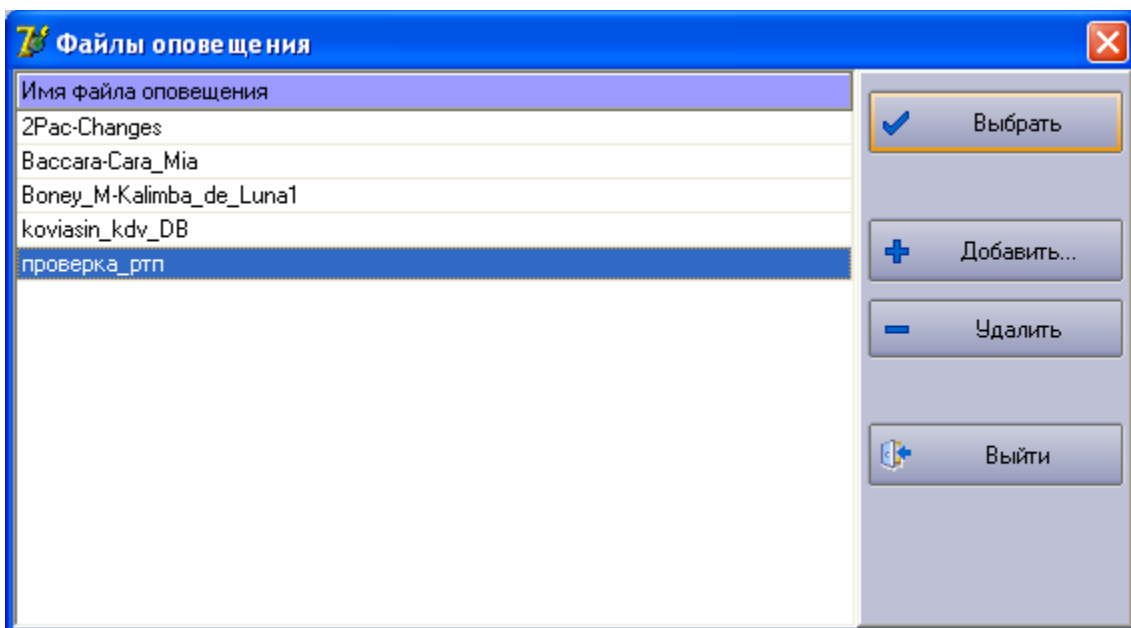 Файлы оповещения
Имя файла оповещения
2Pac-Changes
Baccara-Cara_Mia
Boney_M-Kalimba_de_Luna1
koviasin_kdv_DB
проверка_ртп
Выбрать
Добавить...
Удалить
Выйти